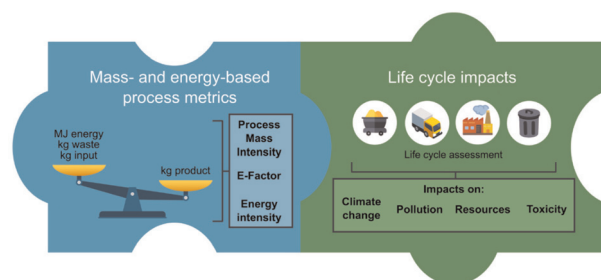 Mass- and energy-based
process metrics
MJ energy
kg waste
kg input
kg product
Process
Mass
Intensity
E-Factor
Energy
intensity
Life cycle impacts
Life cycle assessment
Impacts on:
Climate
change
Pollution
Resources
Toxicity